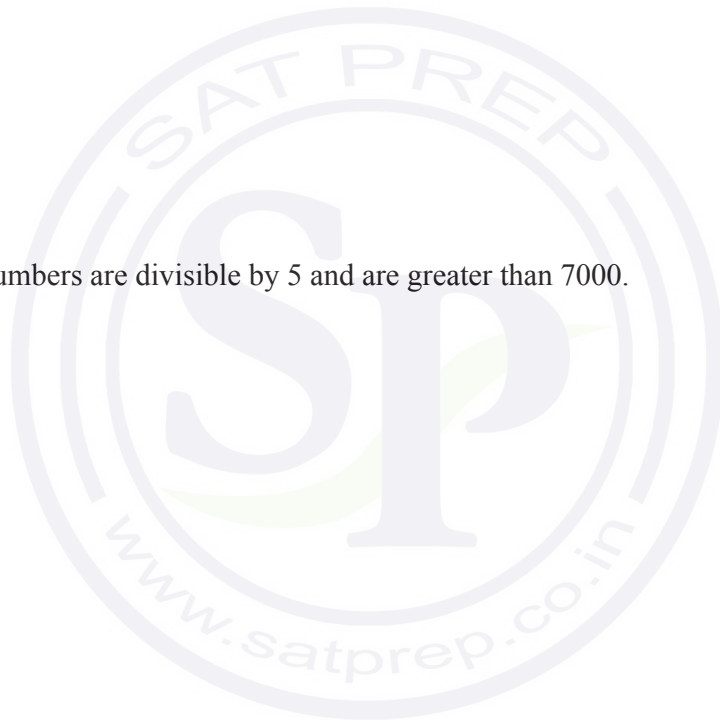 SAT PREP
umbers are divisible by 5 and are greater than 7000.
SP
www.satprep.co.in